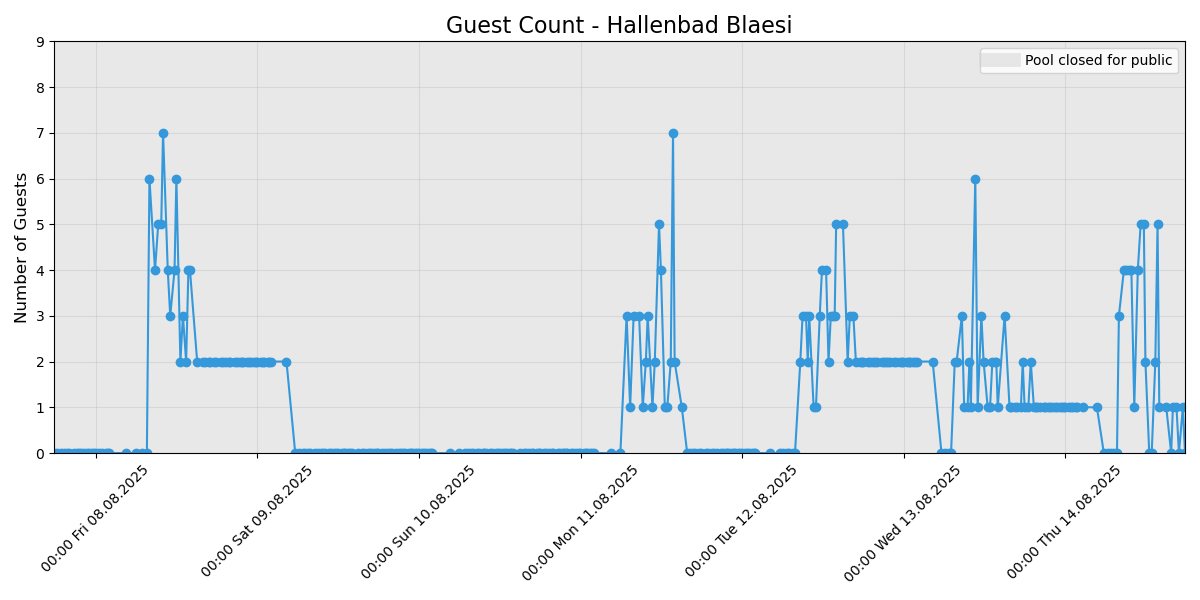 Guest Count - Hallenbad Blaesi
Pool closed for public
Number of Guests
9
8
7
6
5
4
3
2
1
0
00:00 Fri 08.08.2025
00:00 Sat 09.08.2025
00:00 Sun 10.08.2025
00:00 Mon 11.08.2025
00:00 Tue 12.08.2025
00:00 Wed 13.08.2025
00:00 Thu 14.08.2025